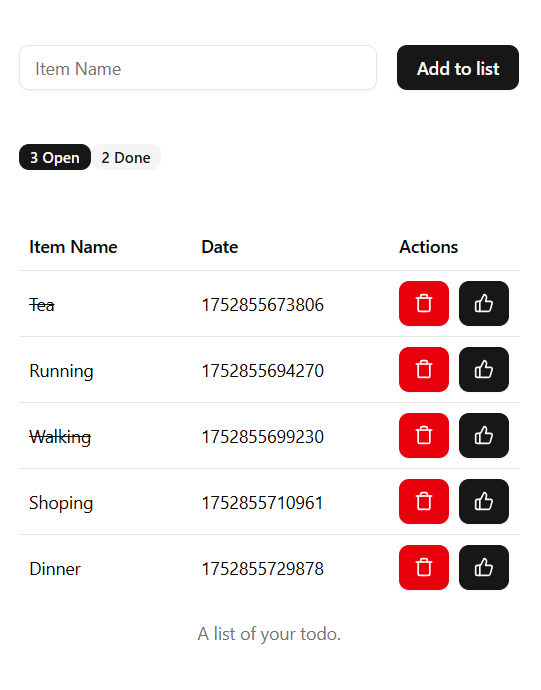 Item Name Add to list
3 Open 2 Done
Item Name Date Actions
Tea 1752855673806
Running 1752855694270
Walking 1752855699230
Shoping 1752855710961
Dinner 1752855729878
A list of your todo.